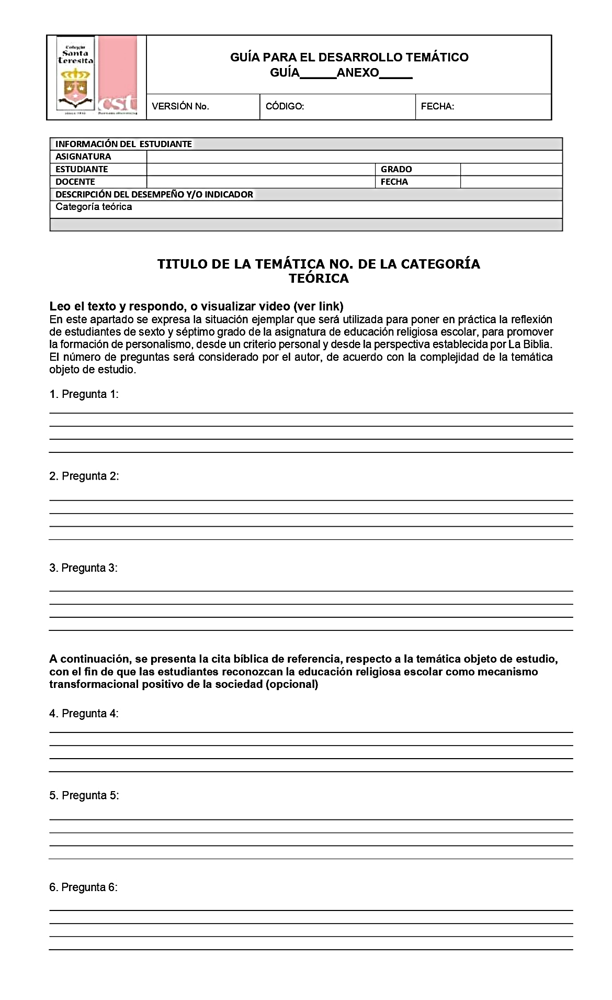 Colegio
Santa
Teresita
cst
GUÍA PARA EL DESARROLLO TEMÁTICO
GUÍA______ANEXO_____
VERSIÓN No.
CÓDIGO:
FECHA:
INFORMACIÓN DEL ESTUDIANTE
ASIGNATURA
ESTUDIANTE
GRADO
DOCENTE
FECHA
DESCRIPCIÓN DEL DESEMPEÑO Y/O INDICADOR
Categoría teórica
TITULO DE LA TEMÁTICA NO. DE LA CATEGORÍA
TEÓRICA
Leo el texto y respondo, o visualizar video (ver link)
En este apartado se expresa la situación ejemplar que será utilizada para poner en práctica la reflexión
de estudiantes de sexto y séptimo grado de la asignatura de educación religiosa escolar, para promover
la formación de personalismo, desde un criterio personal y desde la perspectiva establecida por La Biblia.
El número de preguntas será considerado por el autor, de acuerdo con la complejidad de la temática
objeto de estudio.
1. Pregunta 1:
2. Pregunta 2:
3. Pregunta 3:
A continuación, se presenta la cita bíblica de referencia, respecto a la temática objeto de estudio,
con el fin de que las estudiantes reconozcan la educación religiosa escolar como mecanismo
transformacional positivo de la sociedad (opcional)
4. Pregunta 4:
5. Pregunta 5:
6. Pregunta 6: